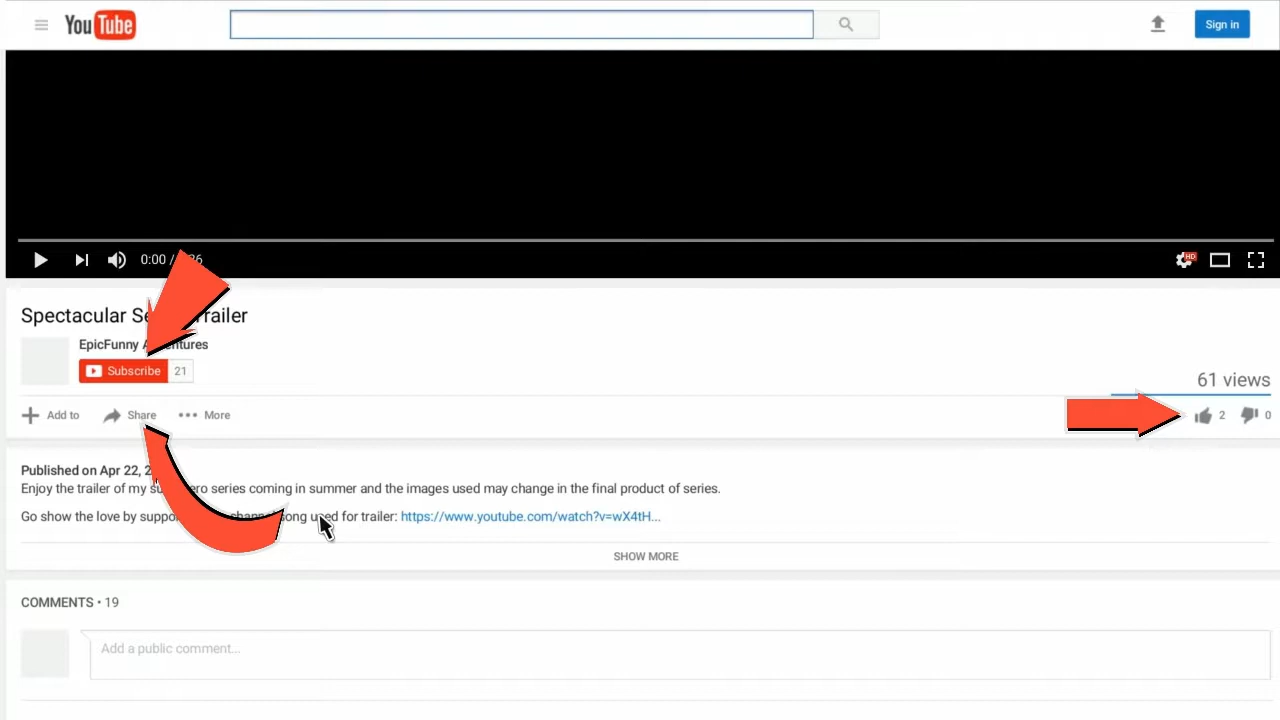 YouTube
Sign in
0:00 /
HD
Spectacular
EpicFunny
Subscribe 21
61 views
Add to Share More
2 0
Published on Apr 22,
Enjoy the trailer of my series coming in summer and the images used may change in the final product of series.
Go show the love by song used for trailer: https://www.youtube.com/watch?v=wX4tH...
SHOW MORE
COMMENTS • 19
Add a public comment...